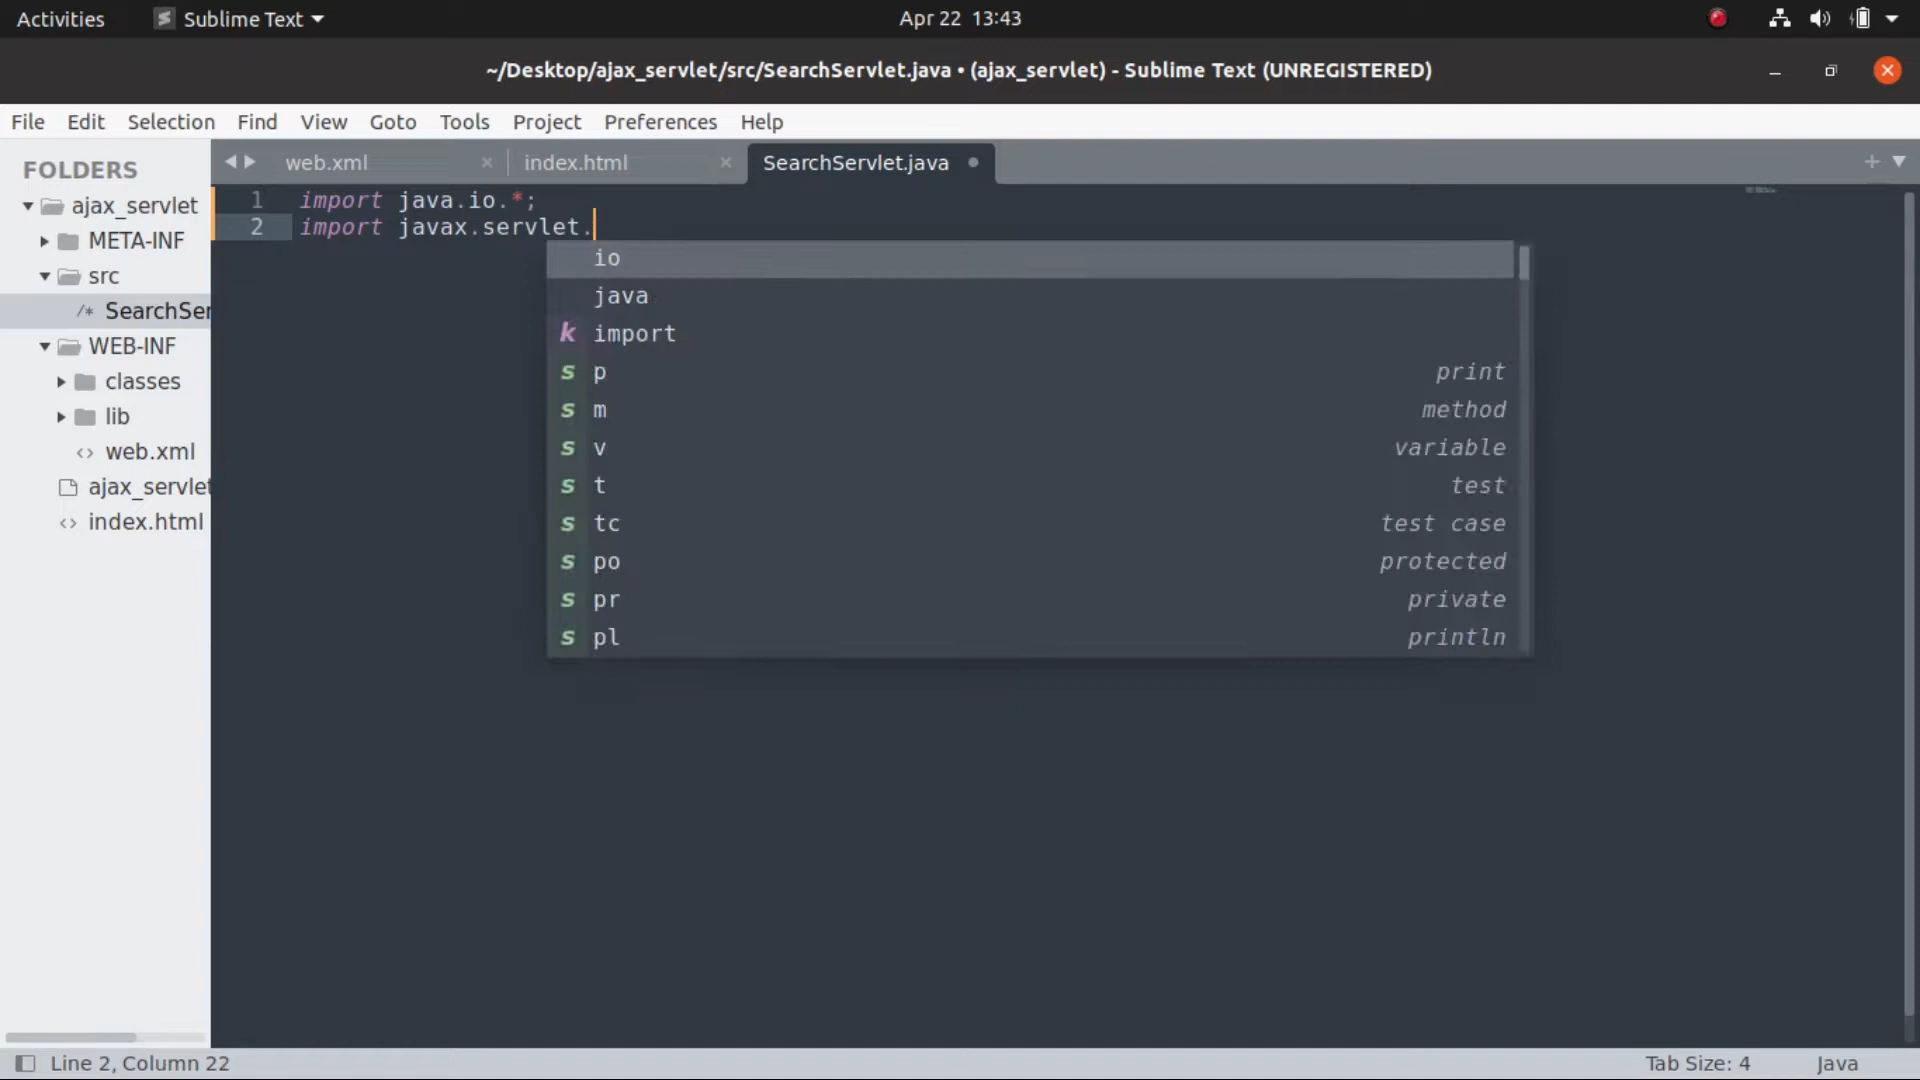 Activities Sublime Text Apr 22 13:43
~/Desktop/ajax_servlet/src/SearchServlet.java • (ajax_servlet) - Sublime Text (UNREGISTERED)
File Edit Selection Find View Goto Tools Project Preferences Help
FOLDERS
ajax_servlet
META-INF
src
/* SearchSer
WEB-INF
classes
lib
<> web.xml
ajax_servlet
<> index.html
web.xml × index.html × SearchServlet.java •
1 import java.io.*;
2 import javax.servlet.
io
java
k import
s p print
s m method
s v variable
s t test
s tc test case
s po protected
s pr private
s pl println
Line 2, Column 22 Tab Size: 4 Java